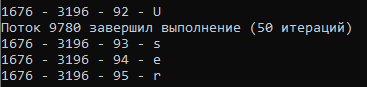 1676 - 3196 - 92 - U
Поток 9780 завершил выполнение (50 итераций)
1676 - 3196 - 93 - s
1676 - 3196 - 94 - e
1676 - 3196 - 95 - r